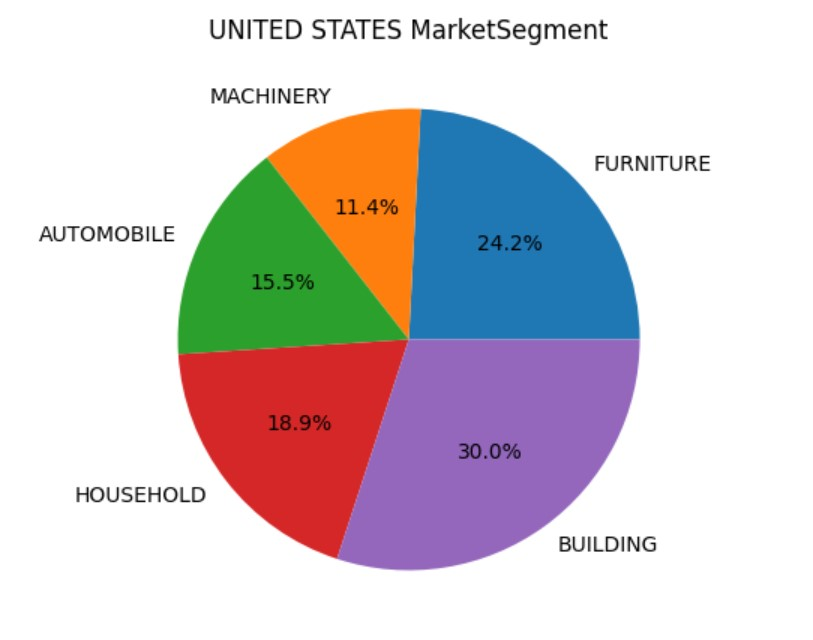 UNITED STATES MarketSegment
MACHINERY
FURNITURE
11.4%
24.2%
AUTOMOBILE
15.5%
18.9%
30.0%
HOUSEHOLD
BUILDING